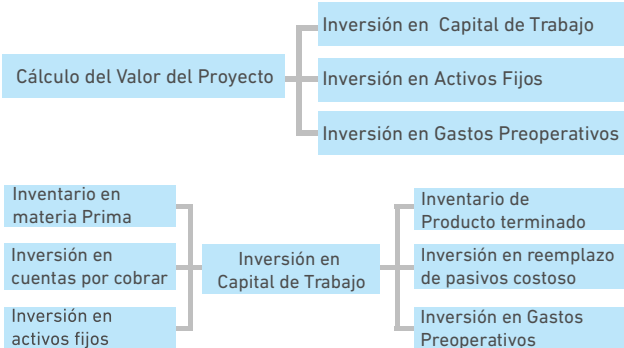 Cálculo del Valor del Proyecto
Inversión en Capital de Trabajo
Inversión en Activos Fijos
Inversión en Gastos Preoperativos
Inventario en
materia Prima
Inversión en
cuentas por cobrar
Inversión en
activos fijos
Inversión en
Capital de Trabajo
Inventario de
Producto terminado
Inversión en reemplazo
de pasivos costoso
Inversión en Gastos
Preoperativos